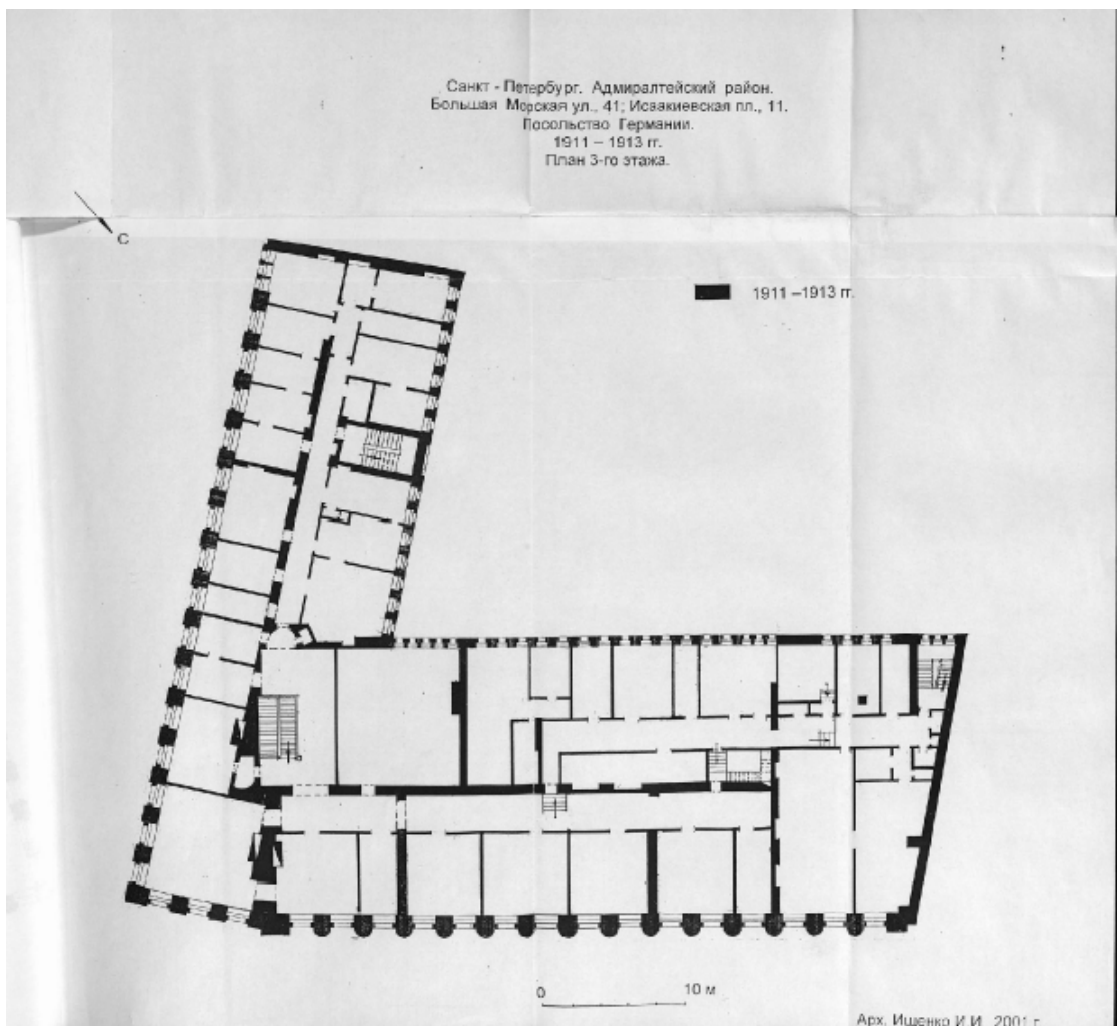 Санкт - Петербург. Адмиралтейский район.
Большая Морская ул., 41; Исаакиевская пл., 11.
Посольство Германии.
1911 – 1913 гг.
План 3-го этажа.
С
1911 –1913 гг.
0 10 м
Арх. Ищенко И.И. 2001 г.